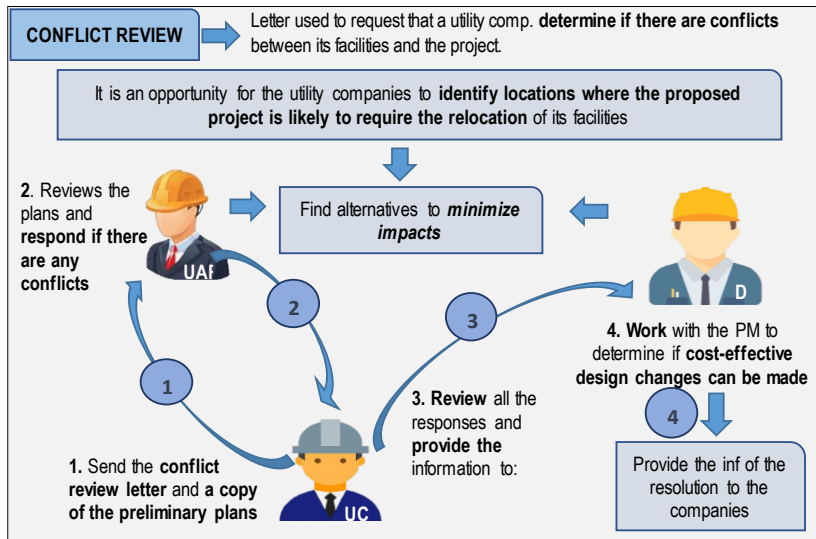 CONFLICT REVIEW
Letter used to request that a utility comp. determine if there are conflicts
between its facilities and the project.
It is an opportunity for the utility companies to identify locations where the proposed
project is likely to require the relocation of its facilities
2. Reviews the
plans and
respond if there
are any
conflicts
UAR
Find alternatives to minimize
impacts
D
2
3
1
4. Work with the PM to
determine if cost-effective
design changes can be made
3. Review all the
responses and
provide the
information to:
4
1. Send the conflict
review letter and a copy
of the preliminary plans
UC
Provide the inf of the
resolution to the
companies